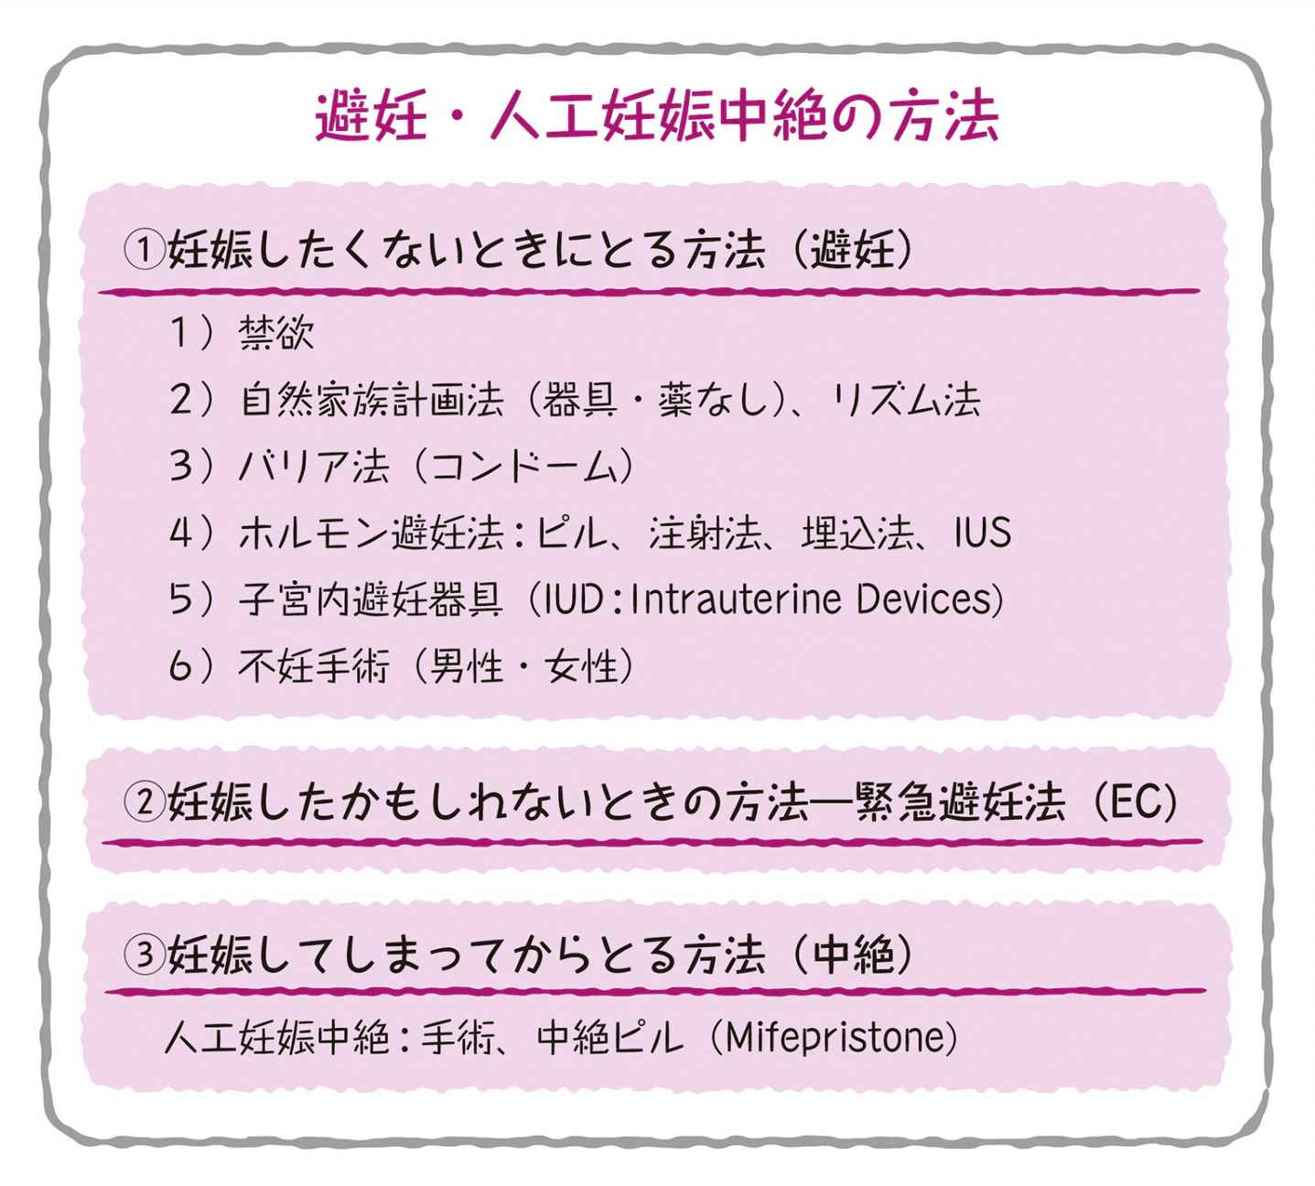 避妊・人工妊娠中絶の方法
①妊娠したくないときにとる方法（避妊）
1）禁欲
2）自然家族計画法（器具・薬なし）、リズム法
3）バリア法（コンドーム）
4）ホルモン避妊法：ピル、注射法、埋込法、IUS
5）子宮内避妊器具（IUD：Intrauterine Devices）
6）不妊手術（男性・女性）
②妊娠したかもしれないときの方法―緊急避妊法（EC）
③妊娠してしまってからとる方法（中絶）
人工妊娠中絶：手術、中絶ピル（Mifepristone）